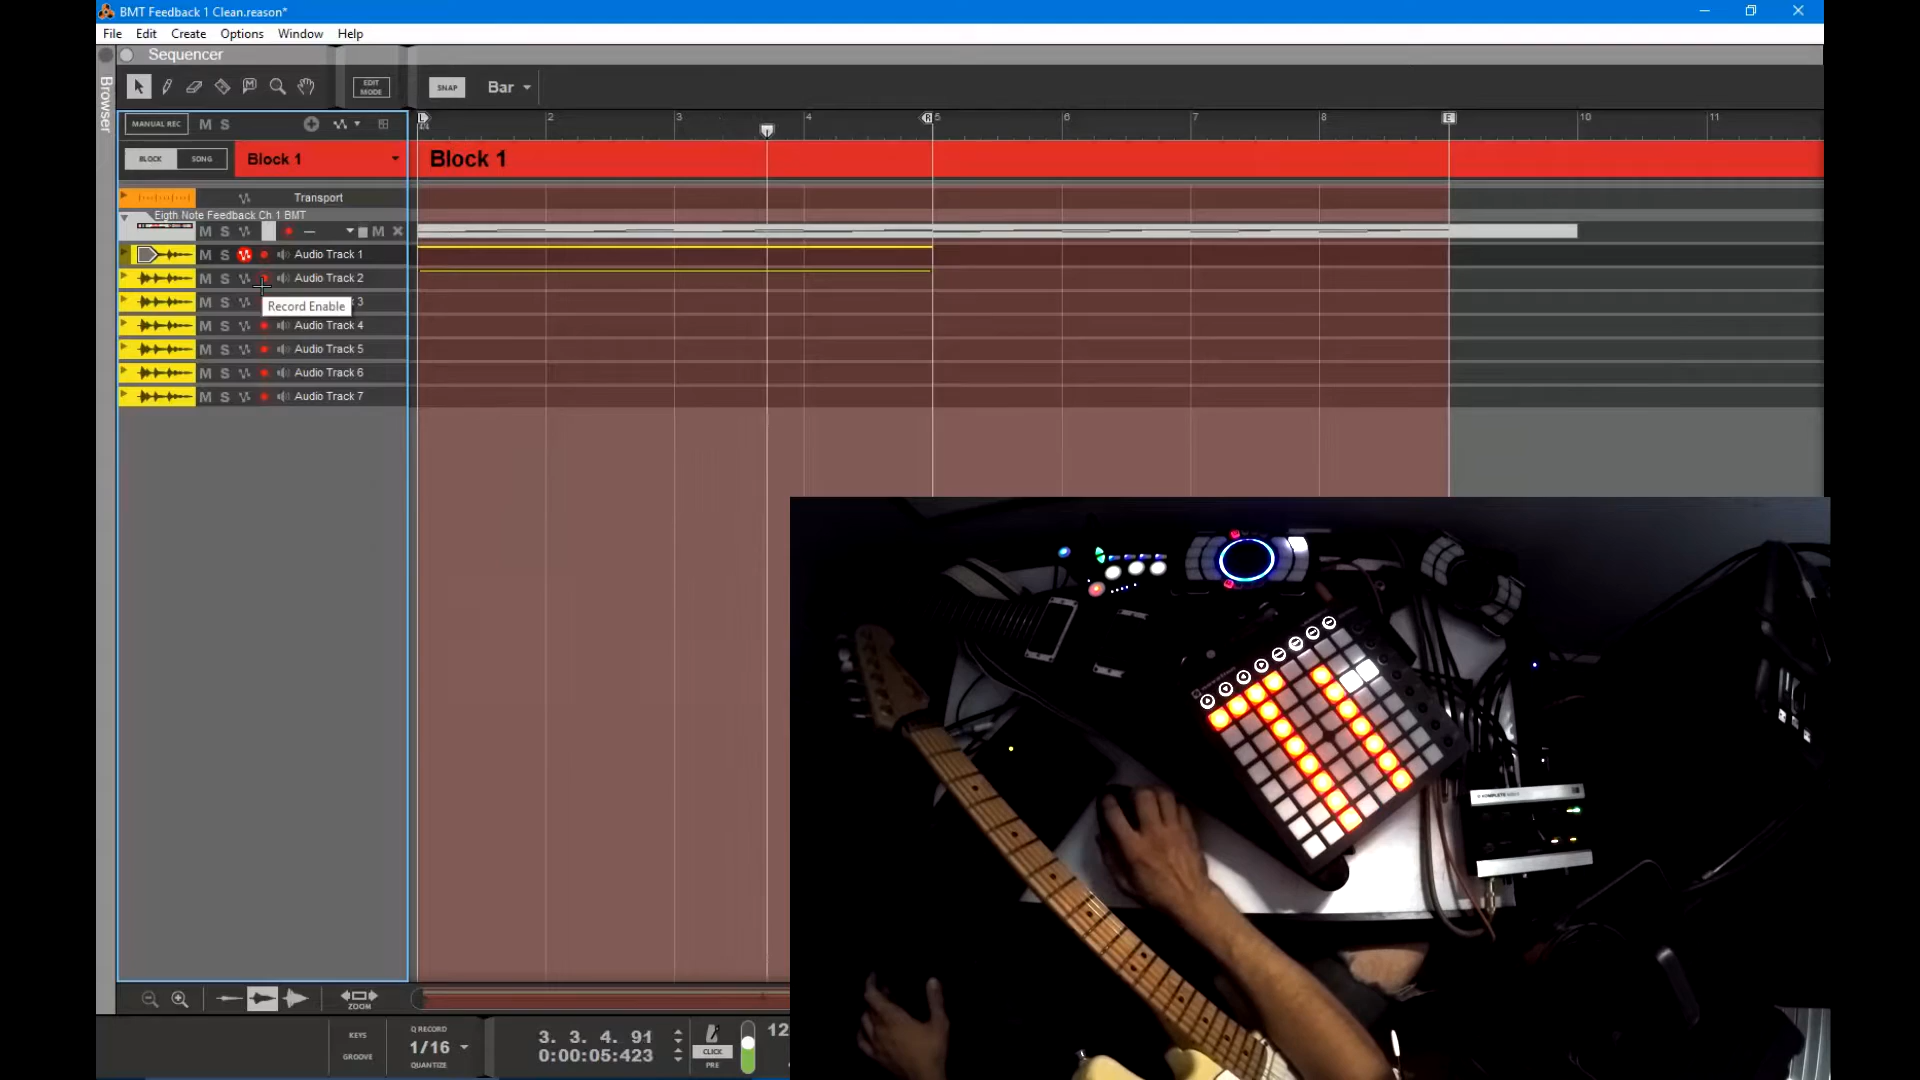 BMT Feedback 1 Clean.reason*
File Edit Create Options Window Help
Browser
Sequencer
EDIT MODE
SNAP
Bar
MANUAL REC M S
L 2 3 4 R 5 6 7 8 E 10 11
BLOCK SONG Block 1
Block 1
Transport
Eigth Note Feedback Ch 1 BMT
M S M
M S Audio Track 1
M S Audio Track 2
M S 3
Record Enable
M S Audio Track 4
M S Audio Track 5
M S Audio Track 6
M S Audio Track 7
ZOOM
KEYS
GROOVE
Q RECORD
1/16
QUANTIZE
3. 3. 4. 91
0:00:05:423
CLICK
PRE
12